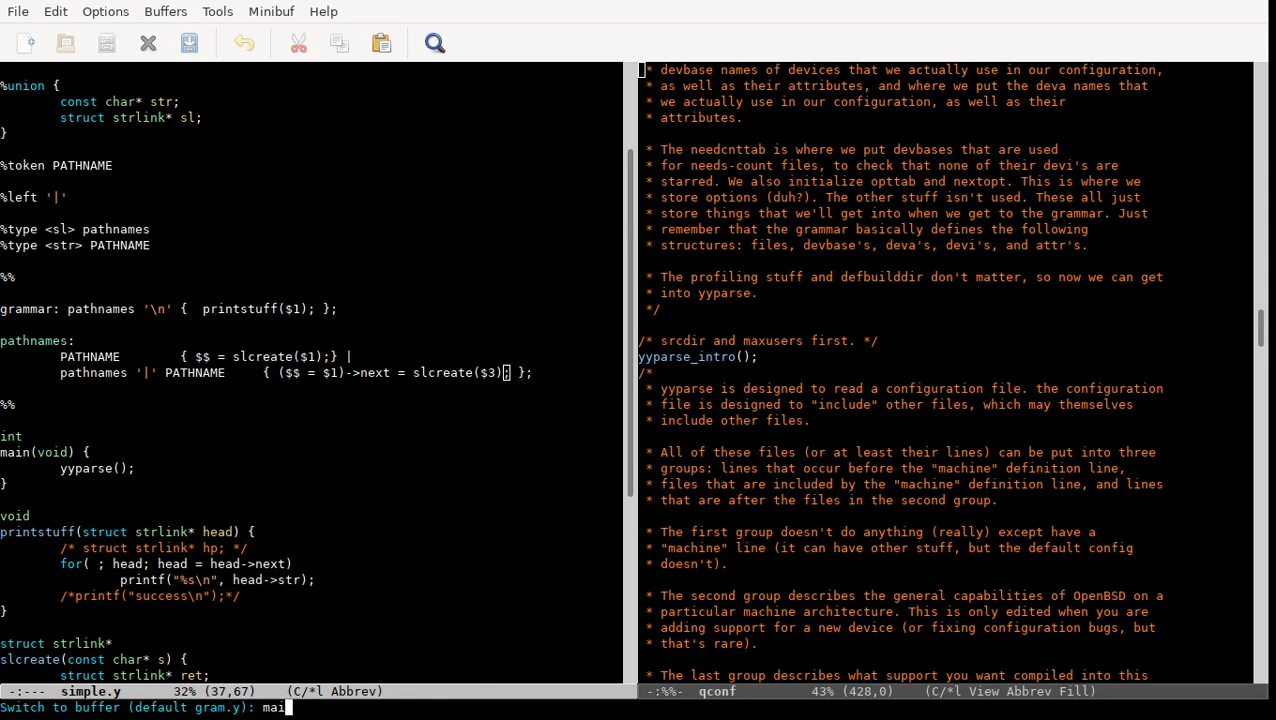 File Edit Options Buffers Tools Minibuf Help
%union {
const char* str;
struct strlink* sl;
}
%token PATHNAME
%left '|'
%type <sl> pathnames
%type <str> PATHNAME
%%
grammar: pathnames '\n' {  printstuff($1); };
pathnames:
PATHNAME        { $$ = slcreate($1);} |
pathnames '|' PATHNAME     { ($$ = $1)->next = slcreate($3); };
%%
int
main(void) {
yyparse();
}
void
printstuff(struct strlink* head) {
/* struct strlink* hp; */
for( ; head; head = head->next)
printf("%s\n", head->str);
/*printf("success\n");*/
}
struct strlink*
slcreate(const char* s) {
struct strlink* ret;
-:---  simple.y       32% (37,67)    (C/*l Abbrev)
* devbase names of devices that we actually use in our configuration,
* as well as their attributes, and where we put the deva names that
* we actually use in our configuration, as well as their
* attributes.
* The needcnttab is where we put devbases that are used
* for needs-count files, to check that none of their devi's are
* starred. We also initialize opttab and nextopt. This is where we
* store options (duh?). The other stuff isn't used. These all just
* store things that we'll get into when we get to the grammar. Just
* remember that the grammar basically defines the following
* structures: files, devbase's, deva's, devi's, and attr's.
* The profiling stuff and defbuilddir don't matter, so now we can get
* into yyparse.
*/
/* srcdir and maxusers first. */
yyparse_intro();
/*
* yyparse is designed to read a configuration file. the configuration
* file is designed to "include" other files, which may themselves
* include other files.
* All of these files (or at least their lines) can be put into three
* groups: lines that occur before the "machine" definition line,
* files that are included by the "machine" definition line, and lines
* that are after the files in the second group.
* The first group doesn't do anything (really) except have a
* "machine" line (it can have other stuff, but the default config
* doesn't).
* The second group describes the general capabilities of OpenBSD on a
* particular machine architecture. This is only edited when you are
* adding support for a new device (or fixing configuration bugs, but
* that's rare).
* The last group describes what support you want compiled into this
-:%%-  qconf          43% (428,0)    (C/*l View Abbrev Fill)
Switch to buffer (default gram.y): mai